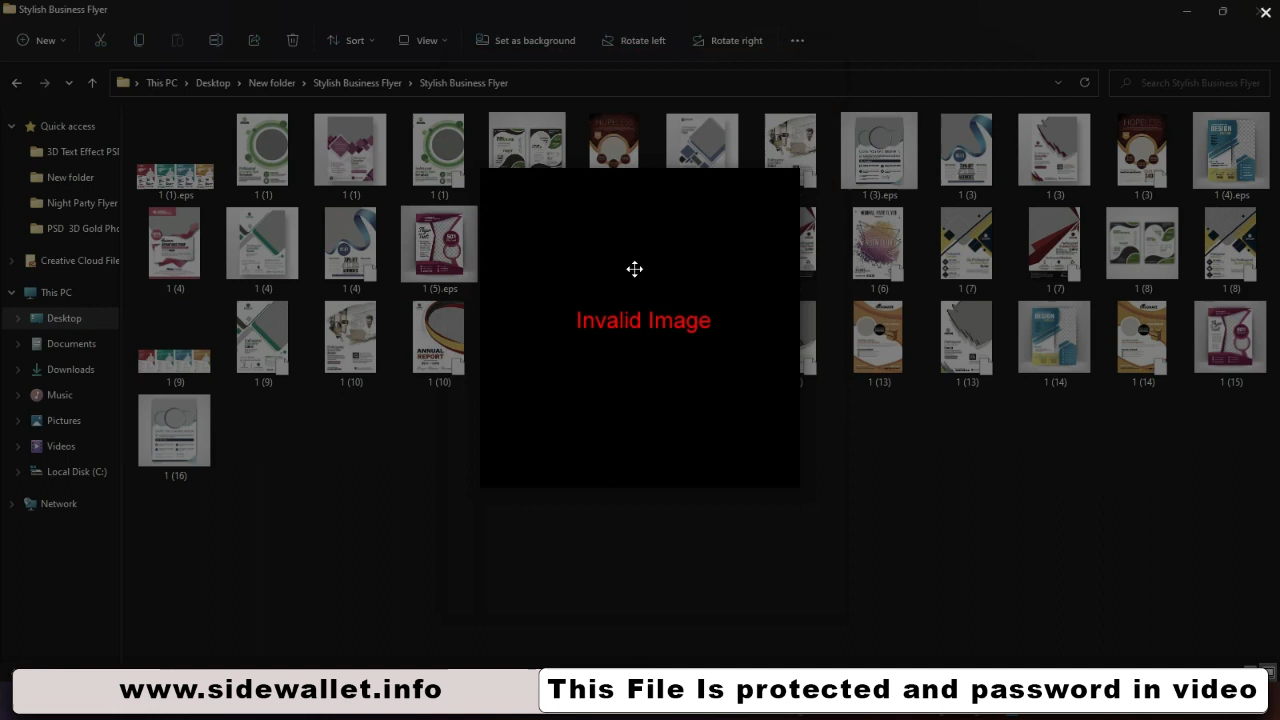 Stylish Business Flyer
New
Sort
View
Set as background
Rotate left
Rotate right
This PC > Desktop > New folder > Stylish Business Flyer > Stylish Business Flyer
Search Stylish Business Flyer
Quick access
3D Text Effect PSD
New folder
Night Party Flyer
PSD 3D Gold Pho
Creative Cloud File
This PC
Desktop
Documents
Downloads
Music
Pictures
Videos
Local Disk (C:)
Network
1 (1).eps
1 (1)
1 (1)
1 (1)
1 (3).eps
1 (3)
1 (3)
1 (3)
1 (4).eps
1 (4)
1 (4)
1 (4)
1 (5).eps
1 (6)
1 (7)
1 (7)
1 (8)
1 (8)
1 (9)
1 (9)
1 (10)
1 (10)
1 (13)
1 (13)
1 (14)
1 (14)
1 (15)
1 (16)
ANNUAL
REPORT
Invalid Image
www.sidewallet.info
This File Is protected and password in video